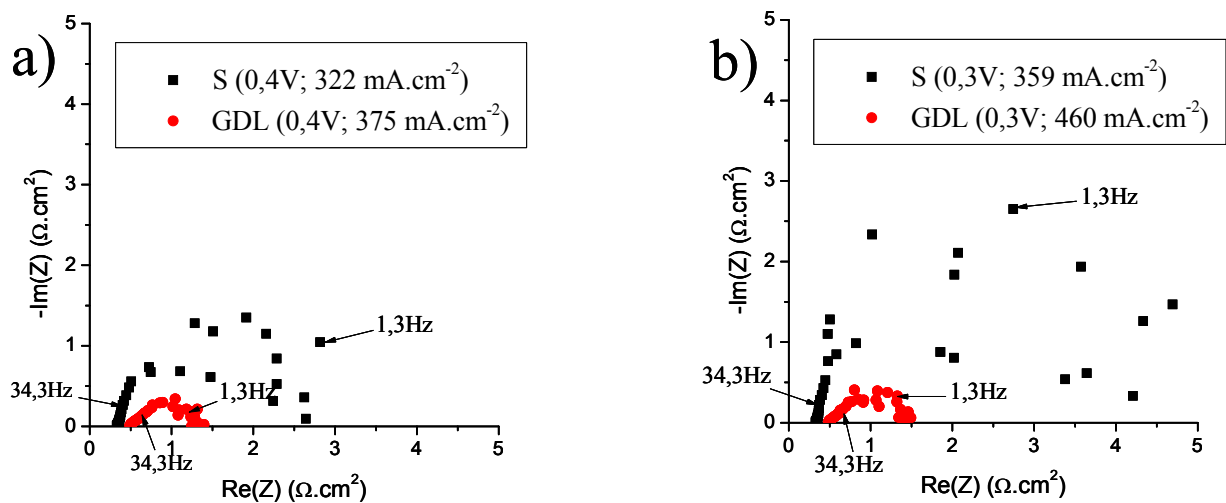 a)
5
4
3
2
1
0
-Im(Z) (Ω.cm²)
S (0,4V; 322 mA.cm⁻²)
GDL (0,4V; 375 mA.cm⁻²)
1,3Hz
34,3Hz
1,3Hz
34,3Hz
0 1 2 3 4 5
Re(Z) (Ω.cm²)
b)
5
4
3
2
1
0
-Im(Z) (Ω.cm²)
S (0,3V; 359 mA.cm⁻²)
GDL (0,3V; 460 mA.cm⁻²)
1,3Hz
34,3Hz
1,3Hz
34,3Hz
0 1 2 3 4 5
Re(Z) (Ω.cm²)